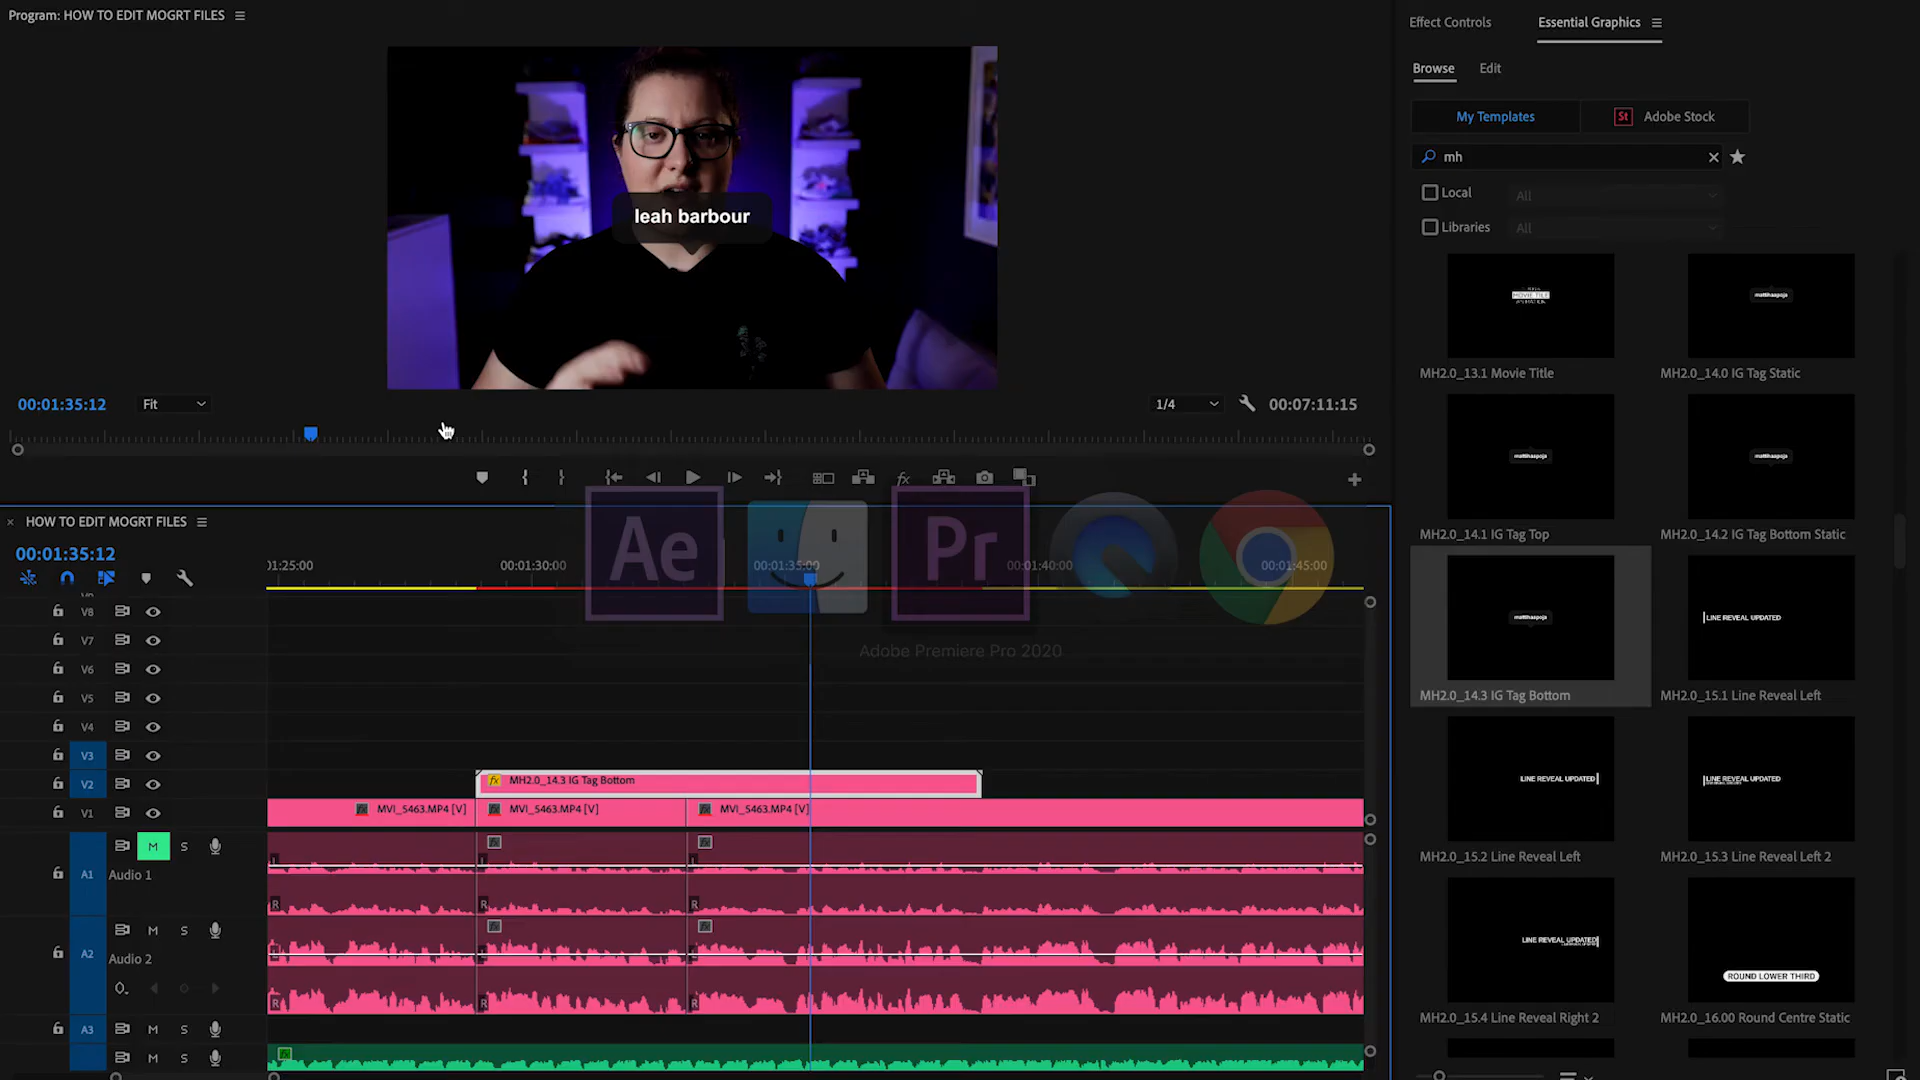 Program: HOW TO EDIT MOGRT FILES
leah barbour
00:01:35:12
Fit
1/4
00:07:11:15
Effect Controls
Essential Graphics
Browse
Edit
My Templates
St
Adobe Stock
mh
Local
All
Libraries
All
MOVIE TITLE
mattihaapoja
MH2.0_13.1 Movie Title
MH2.0_14.0 IG Tag Static
mattihaapoja
mattihaapoja
MH2.0_14.1 IG Tag Top
MH2.0_14.2 IG Tag Bottom Static
mattihaapoja
LINE REVEAL UPDATED
MH2.0_14.3 IG Tag Bottom
MH2.0_15.1 Line Reveal Left
LINE REVEAL UPDATED
LINE REVEAL UPDATED
MH2.0_15.2 Line Reveal Left
MH2.0_15.3 Line Reveal Left 2
LINE REVEAL UPDATED
ROUND LOWER THIRD
MH2.0_15.4 Line Reveal Right 2
MH2.0_16.00 Round Centre Static
HOW TO EDIT MOGRT FILES
00:01:35:12
01:25:00
00:01:30:00
00:01:35:00
00:01:40:00
00:01:45:00
Ae
Pr
Adobe Premiere Pro 2020
V8
V7
V6
V5
V4
V3
V2
fx
MH2.0_14.3 IG Tag Bottom
V1
MVI_5463.MP4 [V]
MVI_5463.MP4 [V]
MVI_5463.MP4 [V]
M
S
A1
Audio 1
L
L
L
R
R
R
M
S
A2
Audio 2
R
R
R
A3
M
S
M
S